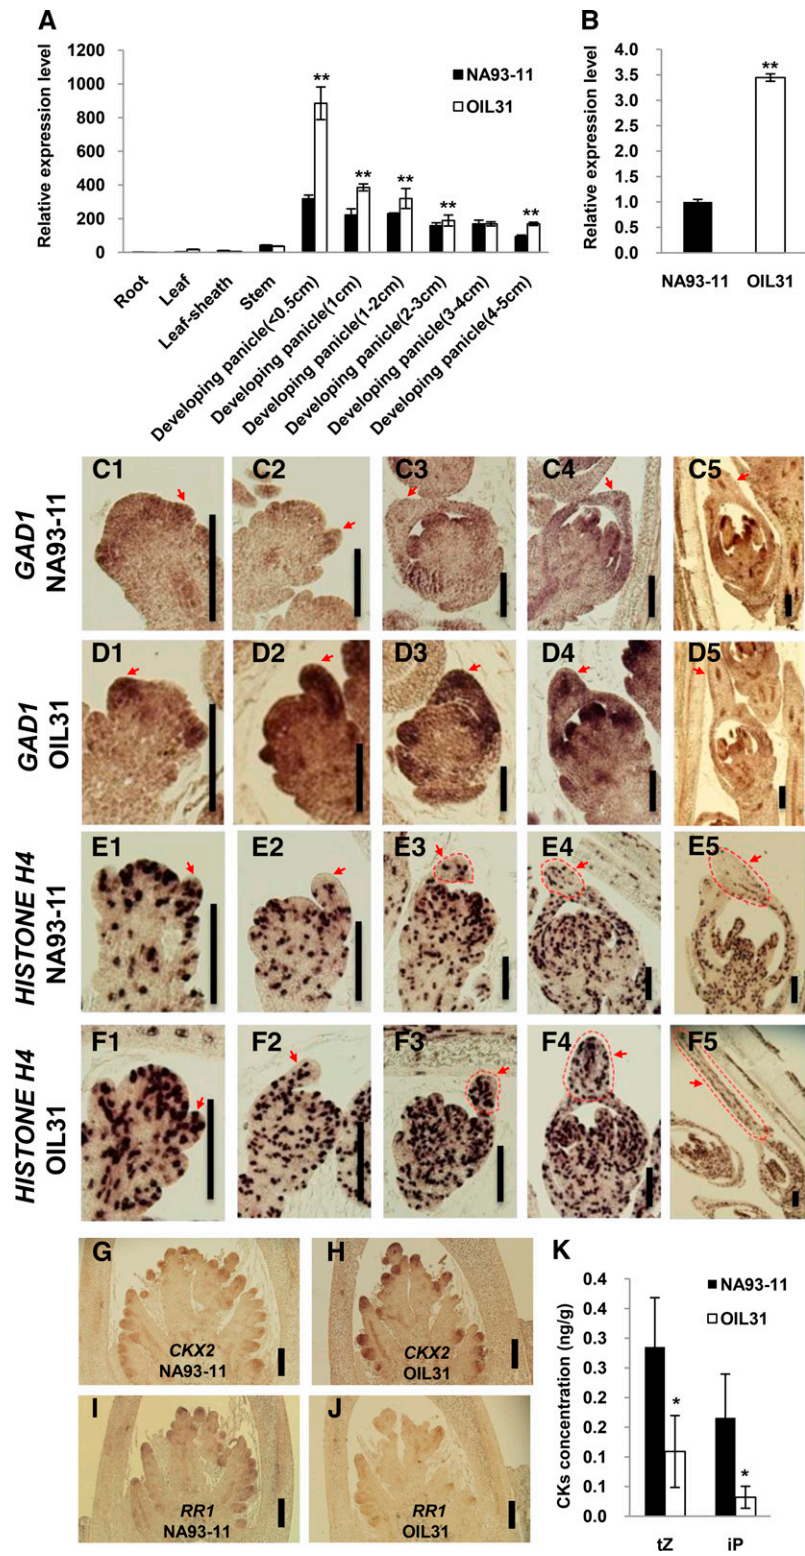 A
Relative expression level
1200
1000
800
600
400
200
0
**
**
**
**
**
NA93-11
OIL31
Root
Leaf
Leaf-sheath
Stem
Developing panicle(<0.5cm)
Developing panicle(1cm)
Developing panicle(1-2cm)
Developing panicle(2-3cm)
Developing panicle(3-4cm)
Developing panicle(4-5cm)
B
Relative expression level
4.0
3.5
3.0
2.5
2.0
1.5
1.0
0.5
0.0
**
NA93-11 OIL31
GAD1
NA93-11
C1 C2 C3 C4 C5
GAD1
OIL31
D1 D2 D3 D4 D5
HISTONE H4
NA93-11
E1 E2 E3 E4 E5
HISTONE H4
OIL31
F1 F2 F3 F4 F5
G
CKX2
NA93-11
H
CKX2
OIL31
I
RR1
NA93-11
J
RR1
OIL31
K
CKs concentration (ng/g)
0.4
0.3
0.3
0.2
0.2
0.1
0.1
0.0
NA93-11
OIL31
*
*
tZ iP